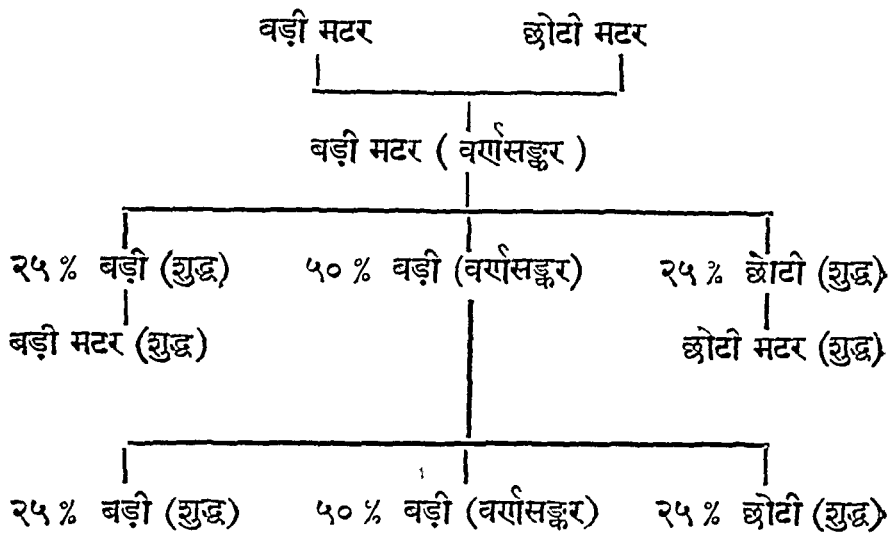 बड़ी मटर छोटी मटर
बड़ी मटर ( वर्णसङ्कर )
२५ % बड़ी (शुद्ध) ५० % बड़ी (वर्णसङ्कर) २५ % छोटी (शुद्ध)
बड़ी मटर (शुद्ध) छोटी मटर (शुद्ध)
२५ % बड़ी (शुद्ध) ५० % बड़ी (वर्णसङ्कर) २५ % छोटी (शुद्ध)